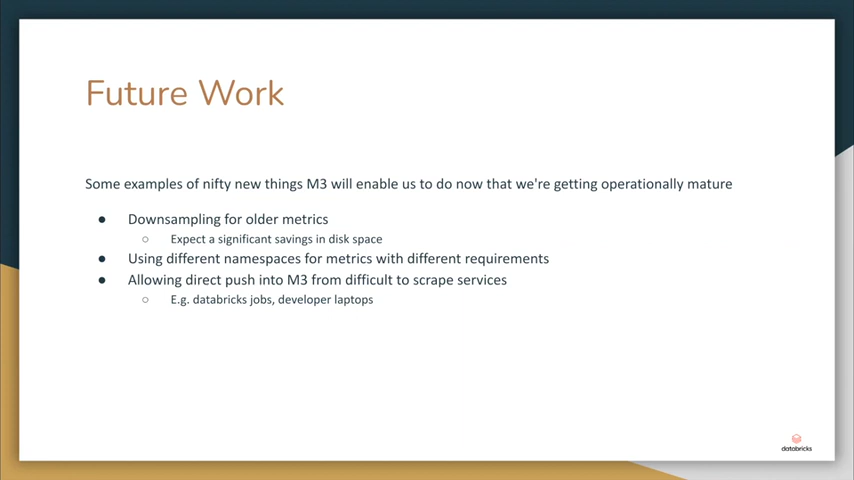 Future Work
Some examples of nifty new things M3 will enable us to do now that we're getting operationally mature
● Downsampling for older metrics
○ Expect a significant savings in disk space
● Using different namespaces for metrics with different requirements
● Allowing direct push into M3 from difficult to scrape services
○ E.g. databricks jobs, developer laptops
databricks